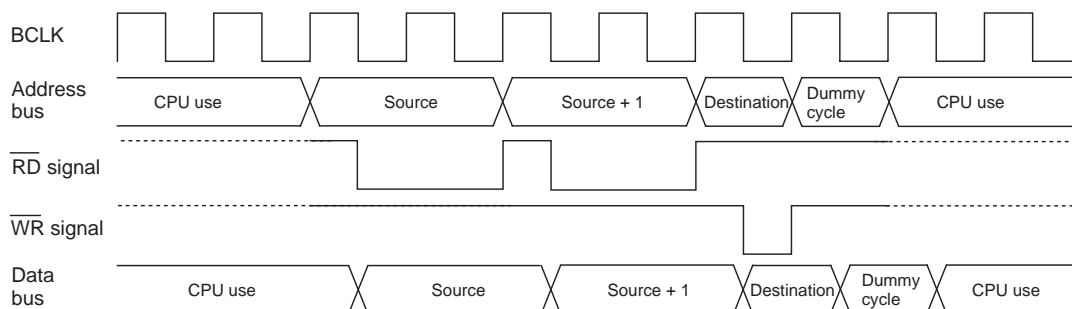 BCLK
Address
bus
CPU use
Source
Source + 1
Destination
Dummy
cycle
CPU use
RD signal
WR signal
Data
bus
CPU use
Source
Source + 1
Destination
Dummy
cycle
CPU use